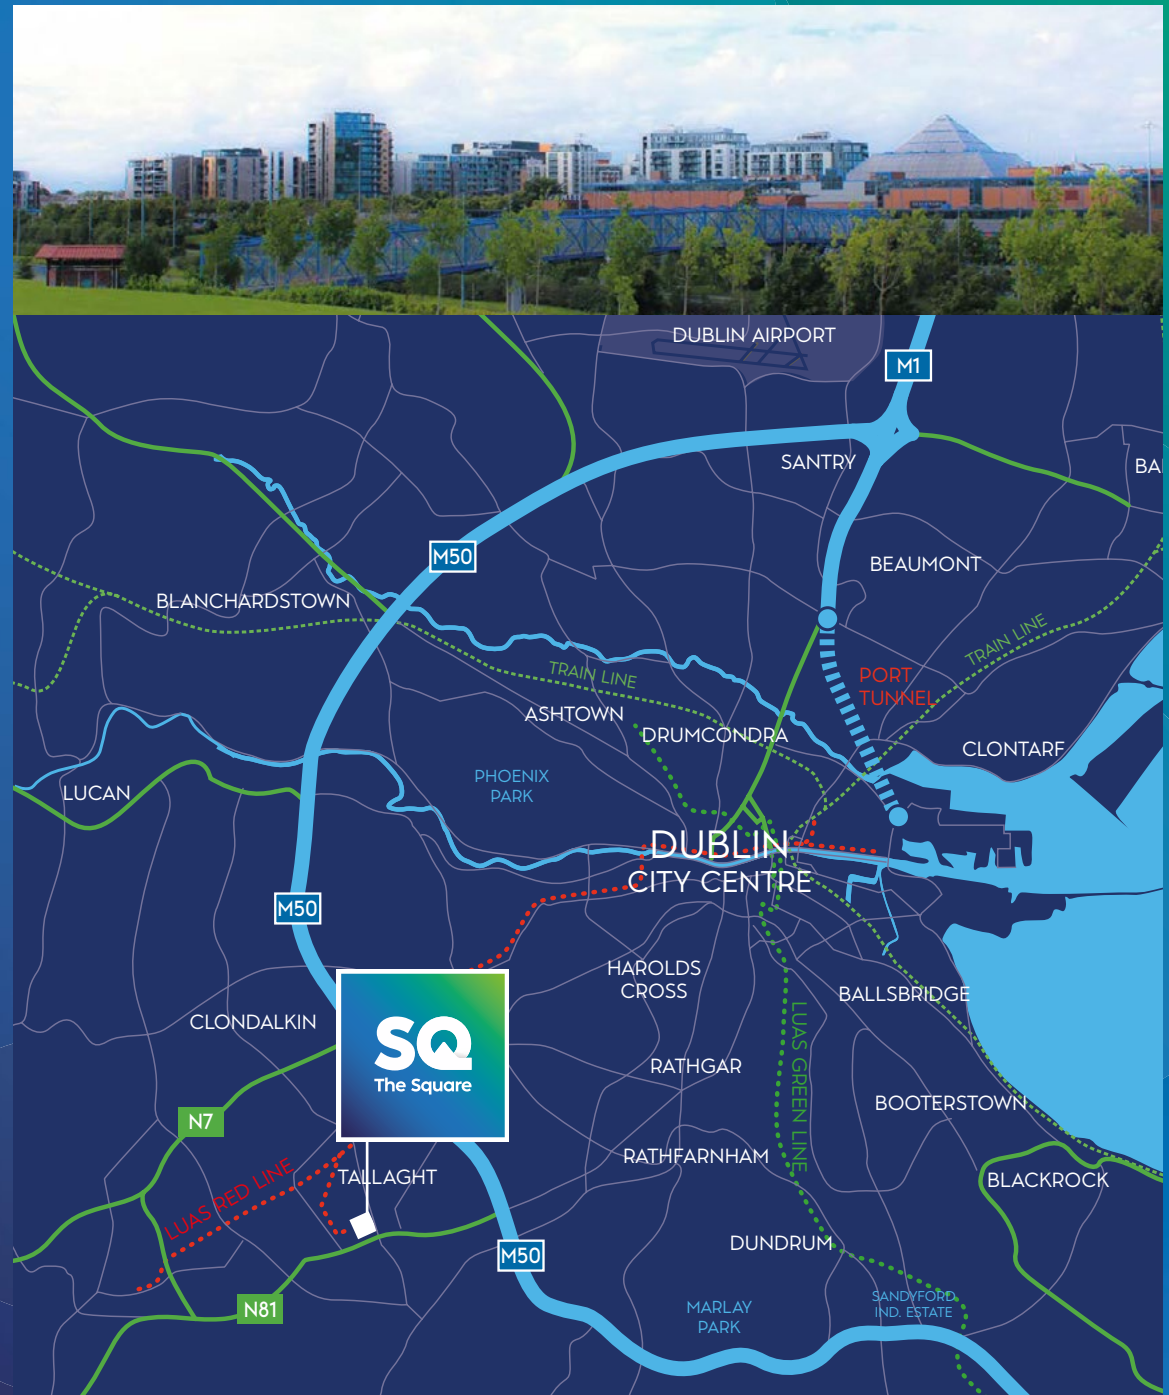 DUBLIN AIRPORT
M1
SANTRY
BA
M50
BEAUMONT
BLANCHARDSTOWN
TRAIN LINE
TRAIN LINE
PORT
TUNNEL
ASHTOWN
DRUMCONDRA
CLONTARF
PHOENIX
PARK
LUCAN
DUBLIN
CITY CENTRE
M50
HAROLDS
CROSS
BALLSBRIDGE
CLONDALKIN
SQ
The Square
LUAS GREEN LINE
RATHGAR
BOOTERSTOWN
N7
RATHFARNHAM
TALLAGHT
BLACKROCK
LUAS RED LINE
DUNDRUM
M50
SANDYFORD
IND. ESTATE
N81
MARLAY
PARK